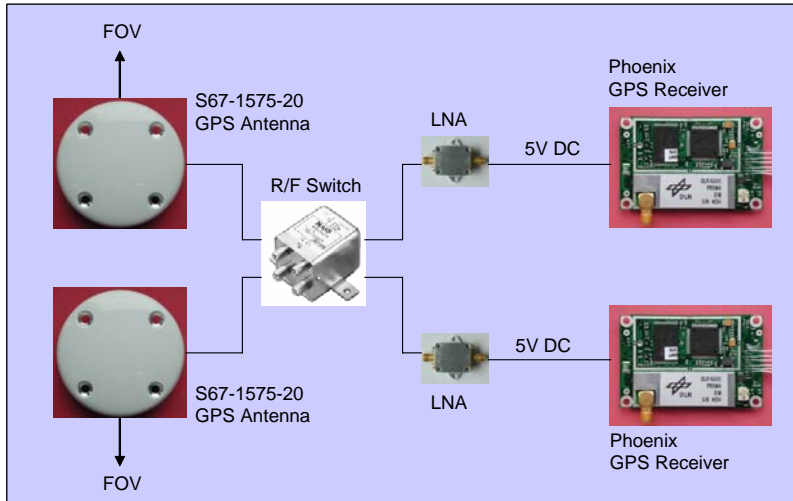 FOV
S67-1575-20
GPS Antenna
R/F Switch
LNA
5V DC
Phoenix
GPS Receiver
S67-1575-20
GPS Antenna
FOV
LNA
5V DC
Phoenix
GPS Receiver